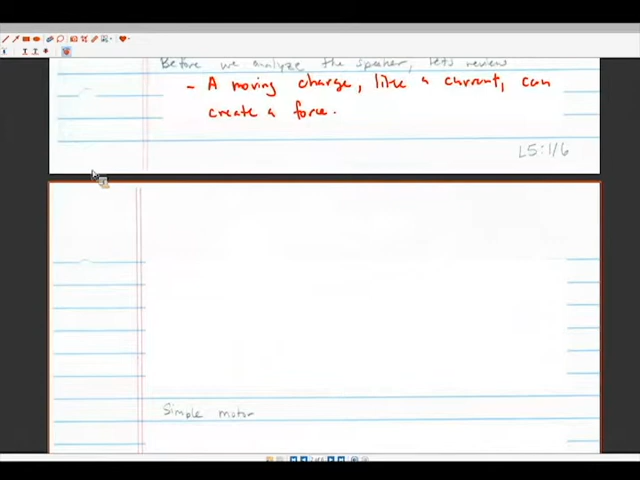 Before we analyze the speaker, lets review
- A moving charge, like a current, can
create a force.
L5:1/6
Simple motor